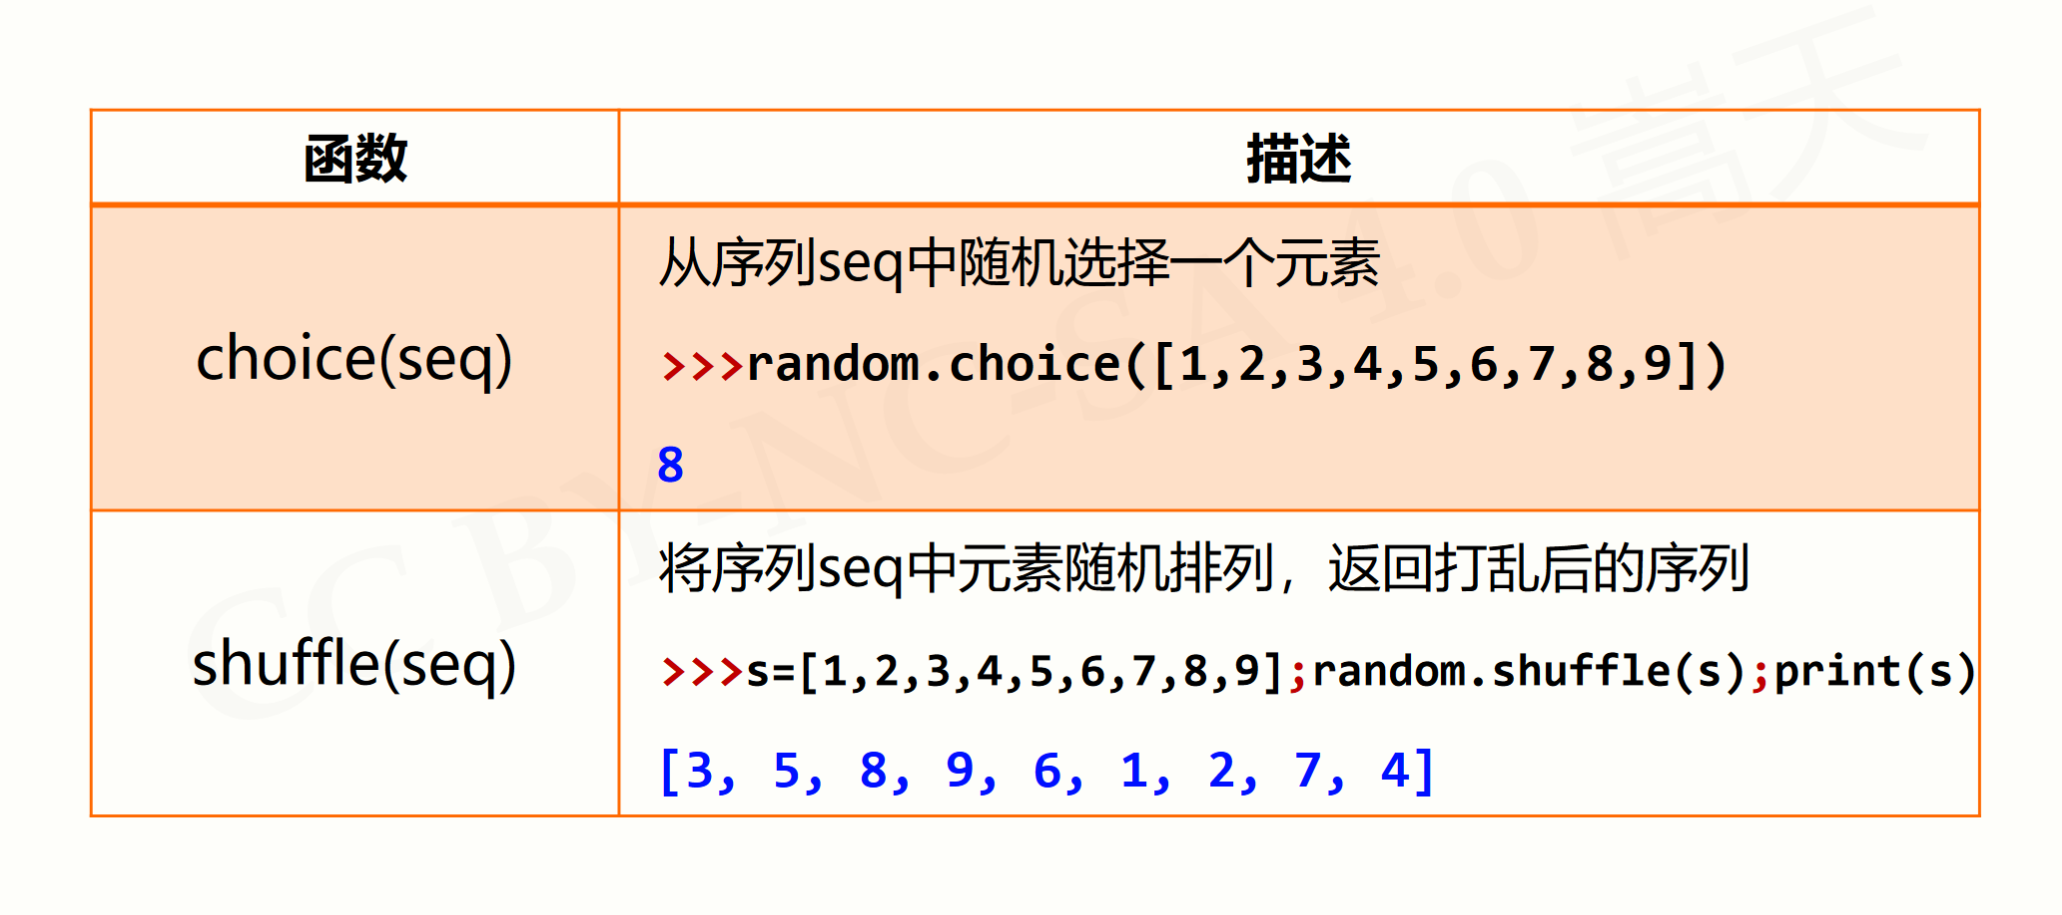 函数 描述
从序列seq中随机选择一个元素
choice(seq)
>>>random.choice([1,2,3,4,5,6,7,8,9])
8
将序列seq中元素随机排列，返回打乱后的序列
shuffle(seq)
>>>s=[1,2,3,4,5,6,7,8,9];random.shuffle(s);print(s)
[3, 5, 8, 9, 6, 1, 2, 7, 4]
CC BY-NC-SA 4.0 嵩天